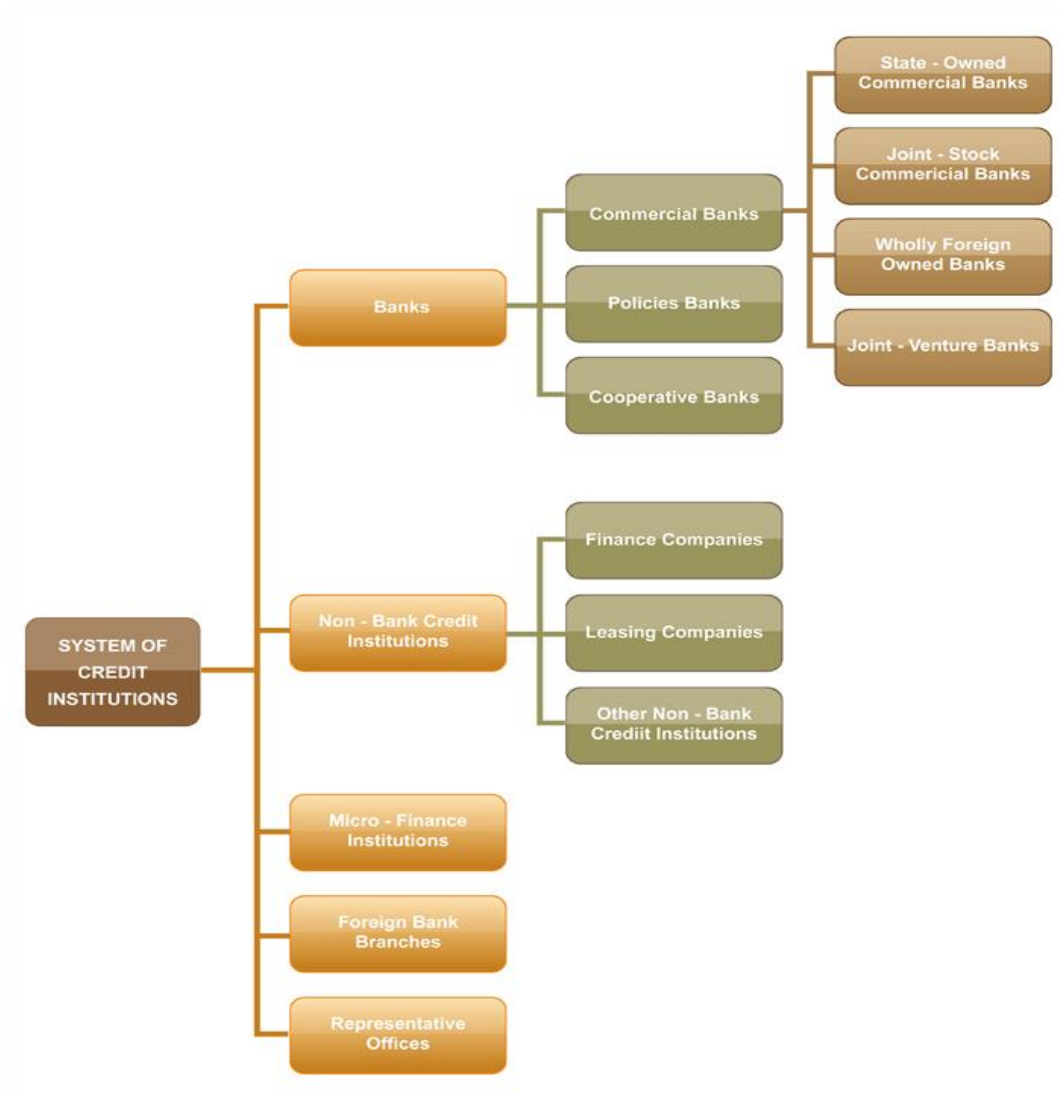 State - Owned
Commercial Banks
Joint - Stock
Commericial Banks
Commercial Banks
Wholly Foreign
Owned Banks
Banks
Policies Banks
Joint - Venture Banks
Cooperative Banks
Finance Companies
Non - Bank Credit
Institutions
Leasing Companies
SYSTEM OF
CREDIT
INSTITUTIONS
Other Non - Bank
Crediit Institutions
Micro - Finance
Institutions
Foreign Bank
Branches
Representative
Offices